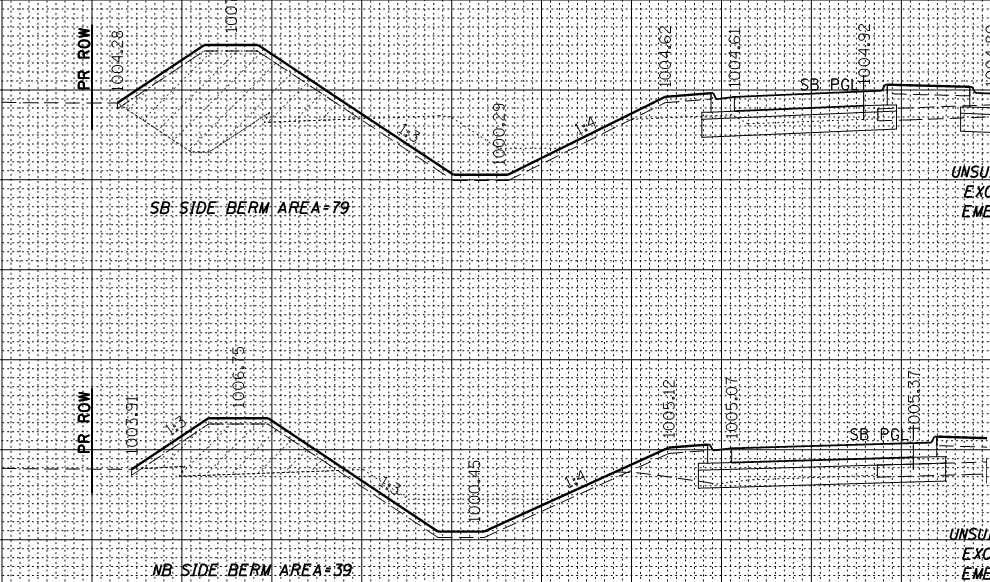 PR ROW
1004.28
100
1:3
1000.29
1:4
1004.62
1004.61
SB PGL
1004.92
SB SIDE BERM AREA=79
UNSU
EXC
EME
PR ROW
1003.91
1:3
1006.75
1:3
1000.45
1:4
1005.12
1005.07
SB PGL
1005.37
NB SIDE BERM AREA=39
UNSU
EXC
EME